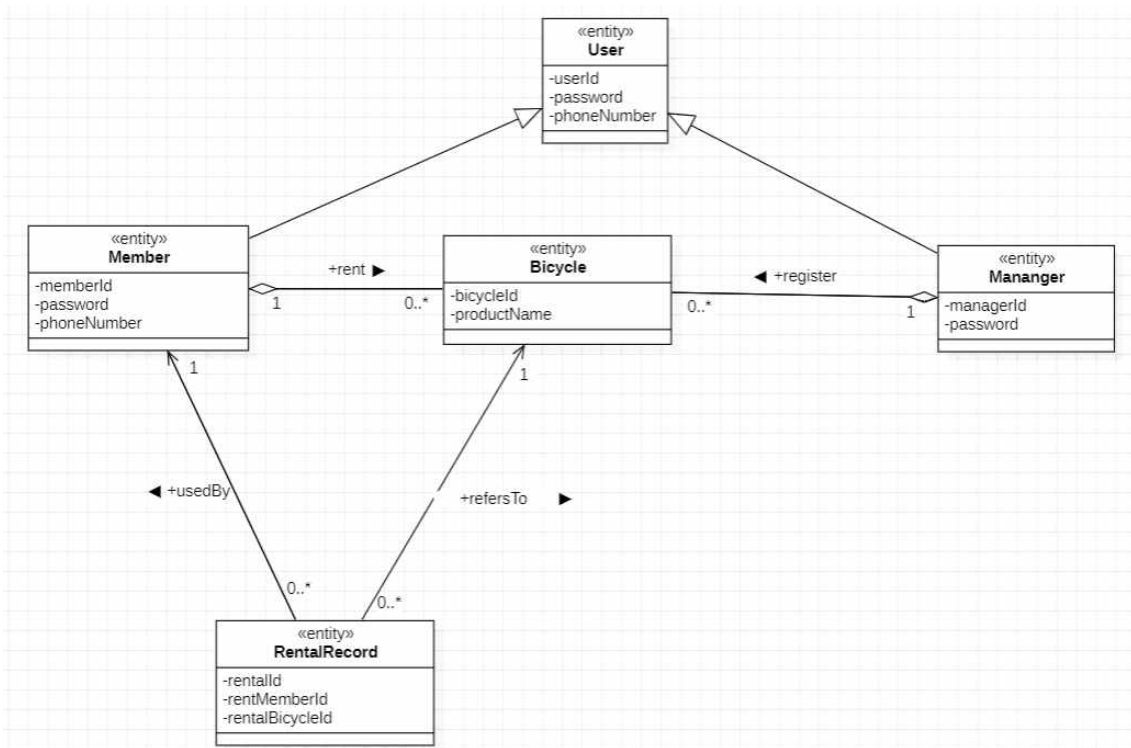 «entity»
User
-userId
-password
-phoneNumber
«entity»
Member
-memberId
-password
-phoneNumber
+rent ▶
1
0..*
«entity»
Bicycle
-bicycleId
-productName
◀ +register
0..*
1
«entity»
Mananger
-managerId
-password
1
1
◀ +usedBy
+refersTo ▶
0..*
0..*
«entity»
RentalRecord
-rentalId
-rentMemberId
-rentalBicycleId